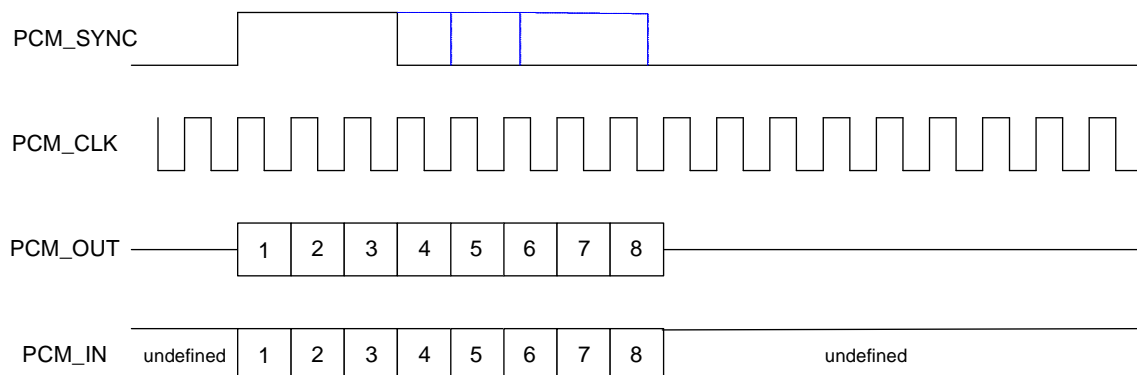 PCM_SYNC
PCM_CLK
PCM_OUT 1 2 3 4 5 6 7 8
PCM_IN undefined 1 2 3 4 5 6 7 8 undefined